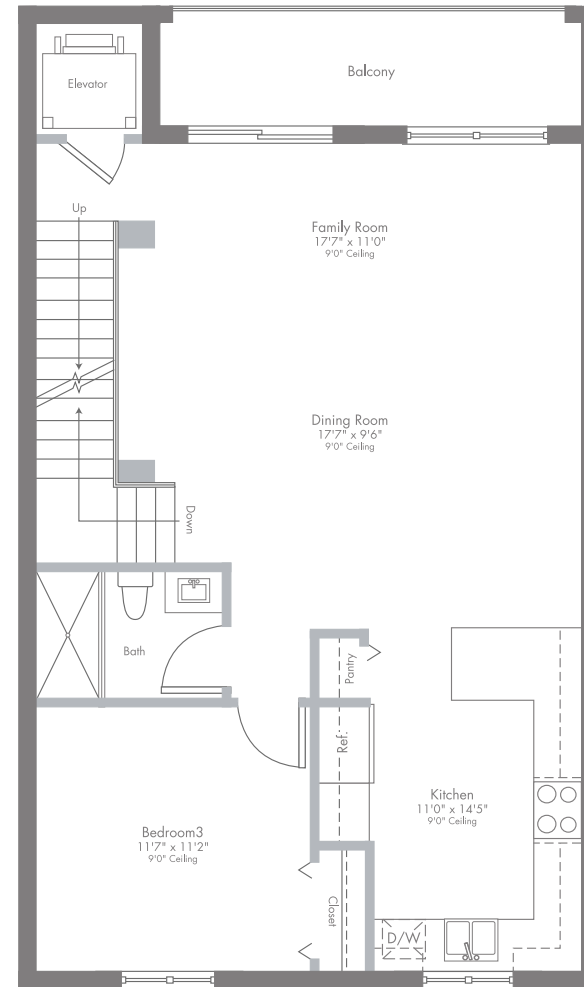 Balcony
Elevator
Up
Family Room
17'7" x 11'0"
9'0" Ceiling
Dining Room
17'7" x 9'6"
9'0" Ceiling
Down
Bath
Pantry
Ref.
Kitchen
11'0" x 14'5"
9'0" Ceiling
Bedroom3
11'7" x 11'2"
9'0" Ceiling
Closet
D/W